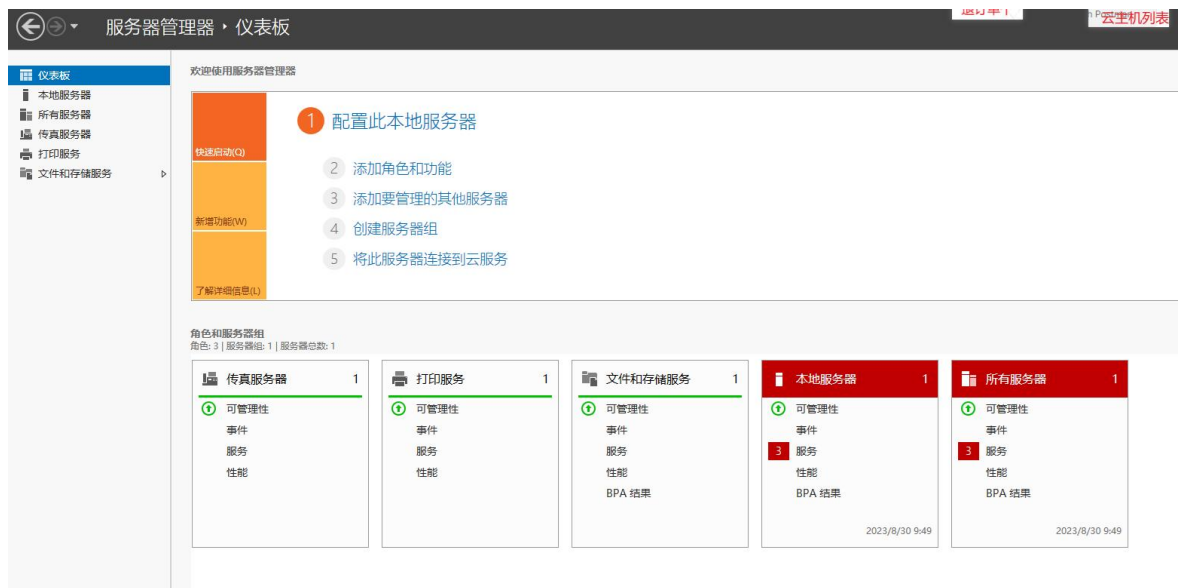 服务器管理器 · 仪表板
云主机列表
仪表板
本地服务器
所有服务器
传真服务器
打印服务
文件和存储服务
欢迎使用服务器管理器
快速启动(Q)
新增功能(W)
了解详细信息(L)
1 配置此本地服务器
2 添加角色和功能
3 添加要管理的其他服务器
4 创建服务器组
5 将此服务器连接到云服务
角色和服务器组
角色: 3 | 服务器组: 1 | 服务器总数: 1
传真服务器 1
可管理性
事件
服务
性能
打印服务 1
可管理性
事件
服务
性能
文件和存储服务 1
可管理性
事件
服务
性能
BPA 结果
本地服务器 1
可管理性
事件
3 服务
性能
BPA 结果
2023/8/30 9:49
所有服务器 1
可管理性
事件
3 服务
性能
BPA 结果
2023/8/30 9:49